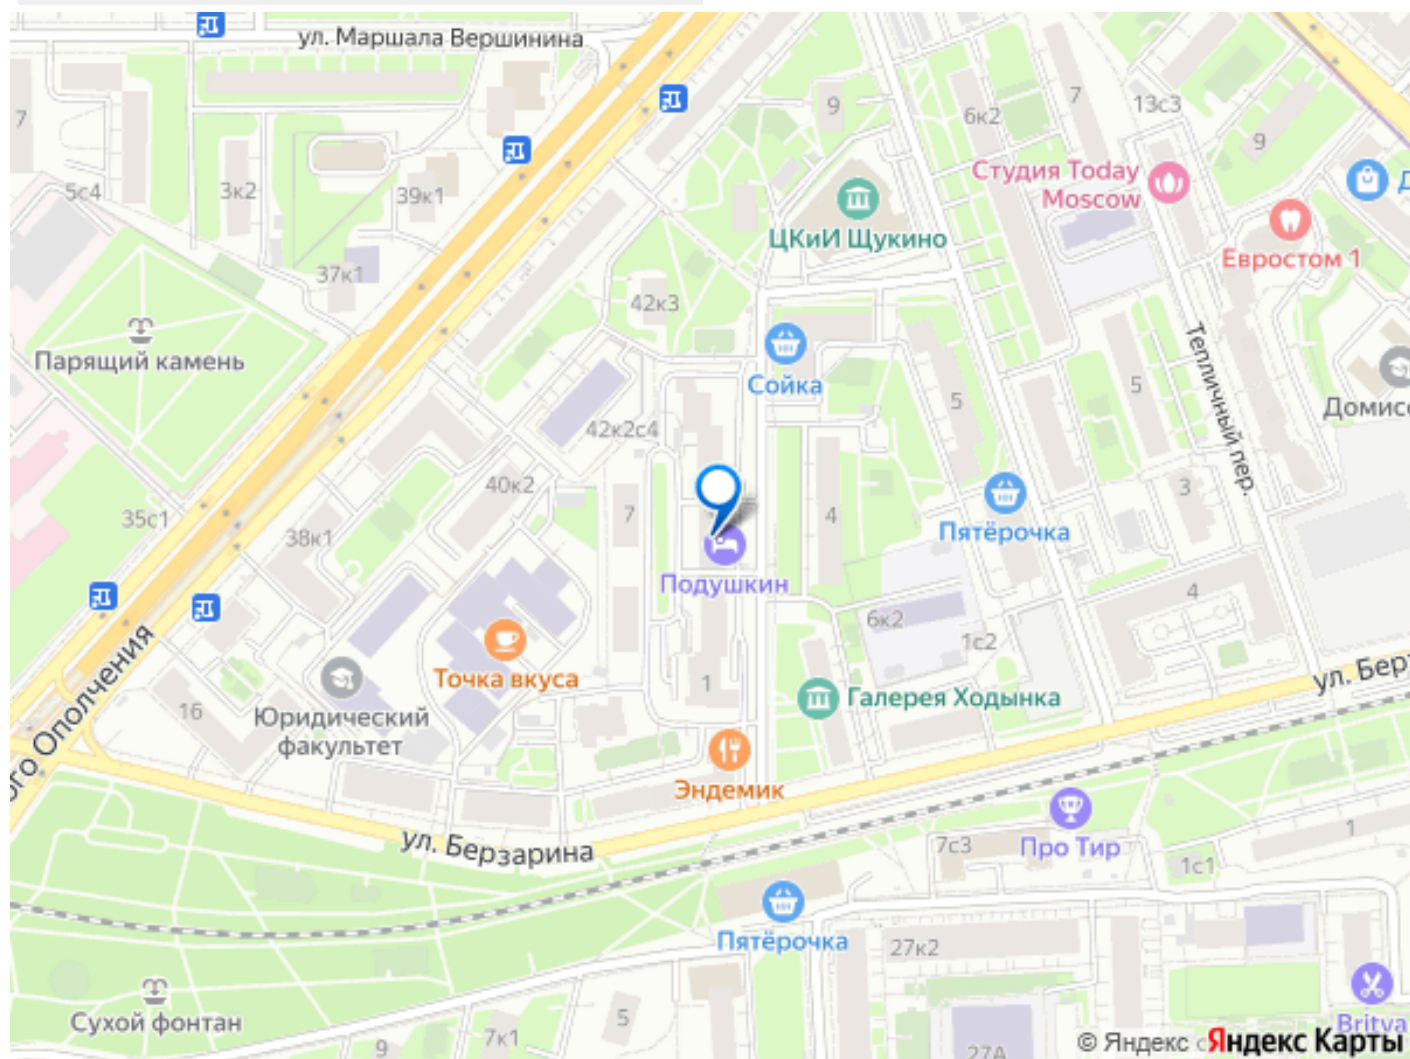 ул. Маршала Вершинина
7
9
6к2
7
13с3
9
5с4
3к2
39к1
Студия Today
Moscow
ЦКиИ Щукино
Евростом 1
37к1
42к3
Парящий камень
Сойка
5
5
Тепличный пер.
42к2с4
40к2
35с1
38к1
7
4
Пятёрочка
3
Подушкин
6к2
1с2
4
Точка вкуса
1
16
Юридический
факультет
Галерея Ходынка
Ополчения
Эндемик
ул. Берзарина
7с3
Про Тир
1
1с1
Пятёрочка
27к2
Сухой фонтан
5
7к1
9
27А
Britva
© Яндекс
Яндекс Карты